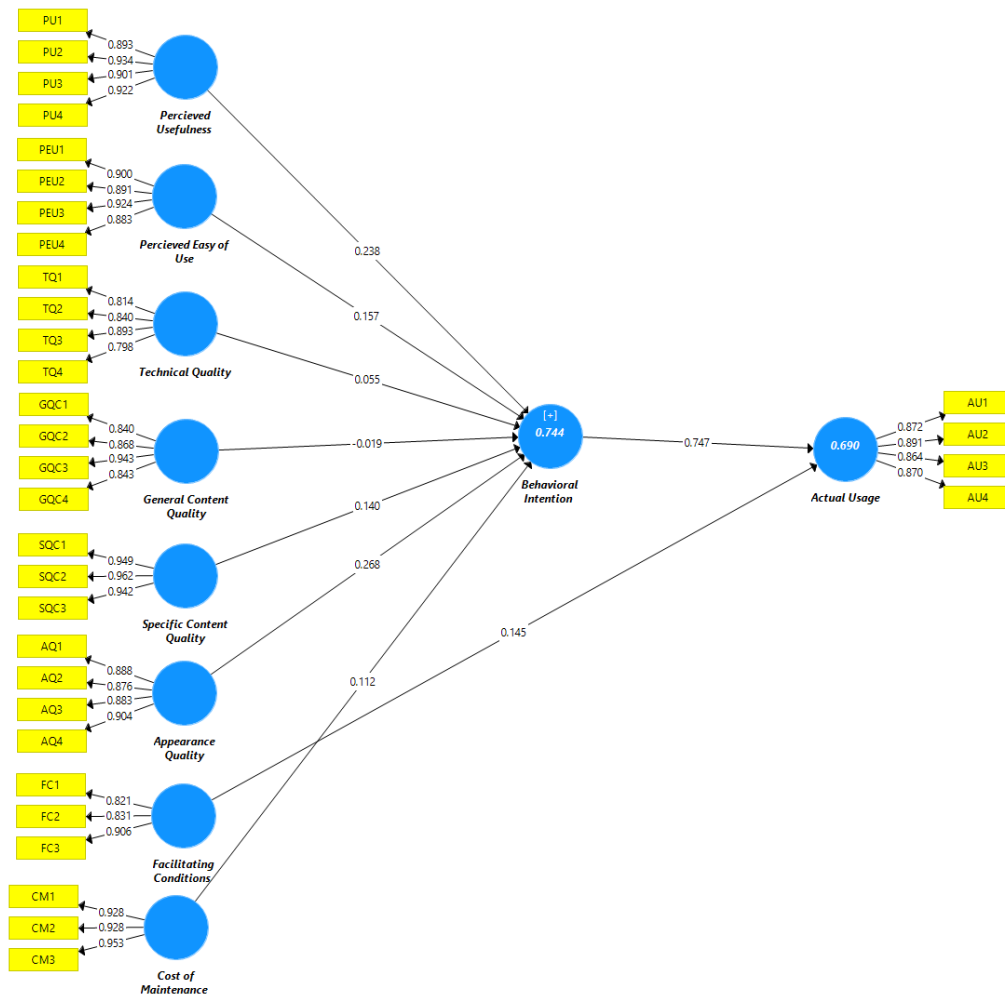 PU1
0.893
PU2
0.934
PU3
0.901
PU4
0.922
Percieved
Usefulness
PEU1
0.900
PEU2
0.891
PEU3
0.924
PEU4
0.883
Percieved Easy of
Use
TQ1
0.814
TQ2
0.840
TQ3
0.893
TQ4
0.798
Technical Quality
GQC1
0.840
GQC2
0.868
GQC3
0.943
GQC4
0.843
General Content
Quality
SQC1
0.949
SQC2
0.962
SQC3
0.942
Specific Content
Quality
AQ1
0.888
AQ2
0.876
AQ3
0.883
AQ4
0.904
Appearance
Quality
FC1
0.821
FC2
0.831
FC3
0.906
Facilitating
Conditions
CM1
0.928
CM2
0.928
CM3
0.953
Cost of
Maintenance
0.238
0.157
0.055
-0.019
0.140
0.268
0.112
0.145
[+]
0.744
Behavioral
Intention
0.747
0.690
Actual Usage
AU1
0.872
AU2
0.891
AU3
0.864
AU4
0.870